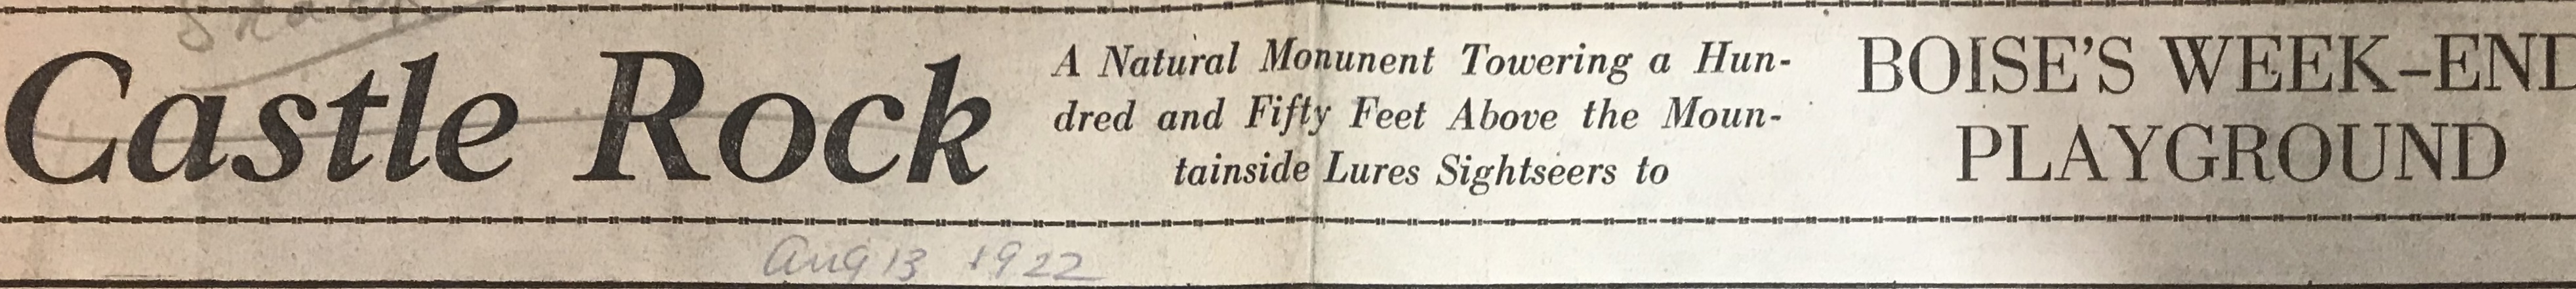 Castle Rock
A Natural Monunent Towering a Hun-
dred and Fifty Feet Above the Moun-
tainside Lures Sightseers to
BOISE'S WEEK-END
PLAYGROUND
Aug 13 1922